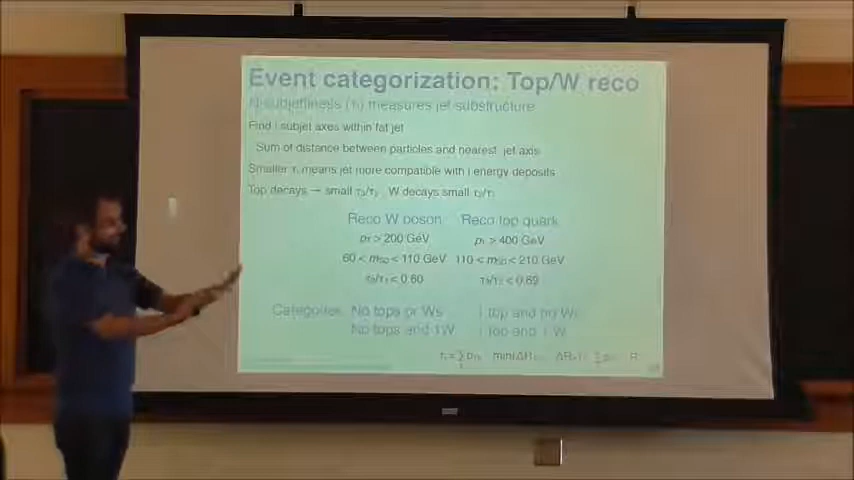 Event categorization: Top/W reco
N-subjettiness (τₙ) measures jet substructure
Find i subjet axes within fat jet
Sum of distance between particles and nearest jet axis
Smaller τᵢ means jet more compatible with i energy deposits
Top decays → small τ₃/τ₂, W decays small τ₂/τ₁
Reco W boson Reco top quark
pT > 200 GeV pT > 400 GeV
60 < mSD < 110 GeV 110 < mSD < 210 GeV
τ₂/τ₁ < 0.60 τ₃/τ₂ < 0.69
Categories: No tops or Ws 1 top and no W
No tops and 1W 1 top and 1 W